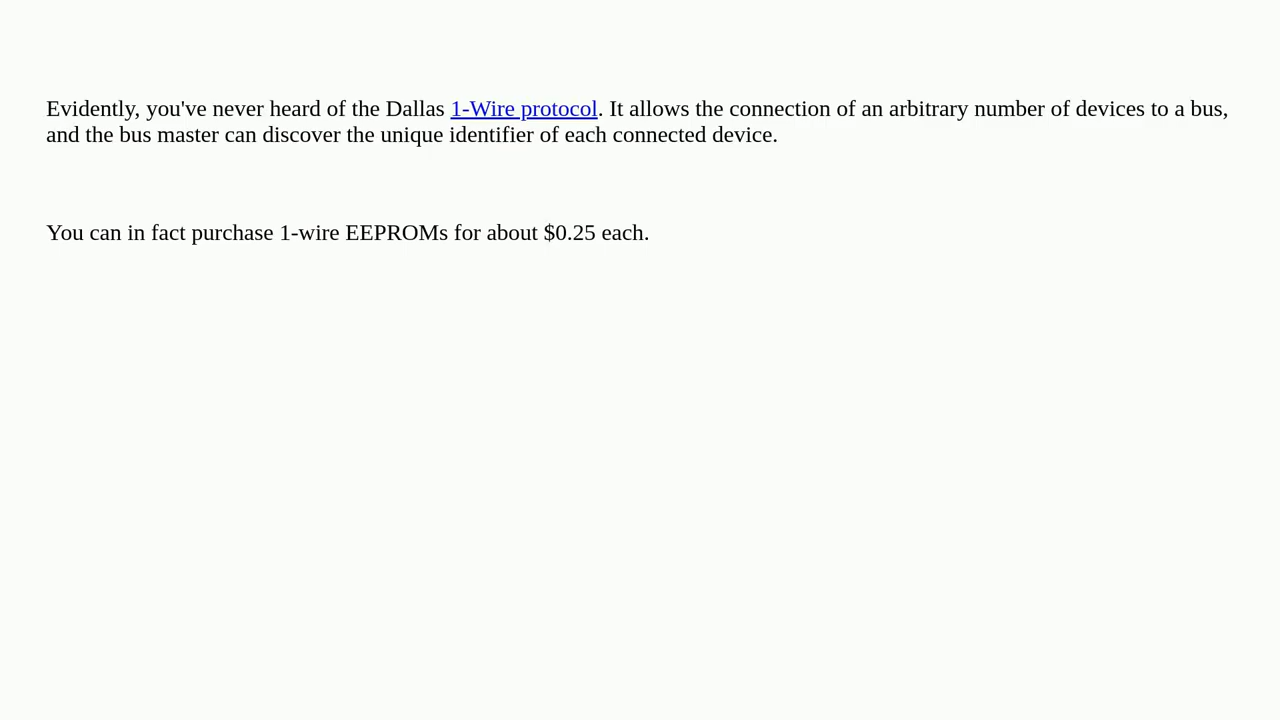 Evidently, you've never heard of the Dallas 1-Wire protocol. It allows the connection of an arbitrary number of devices to a bus,
and the bus master can discover the unique identifier of each connected device.
You can in fact purchase 1-wire EEPROMs for about $0.25 each.